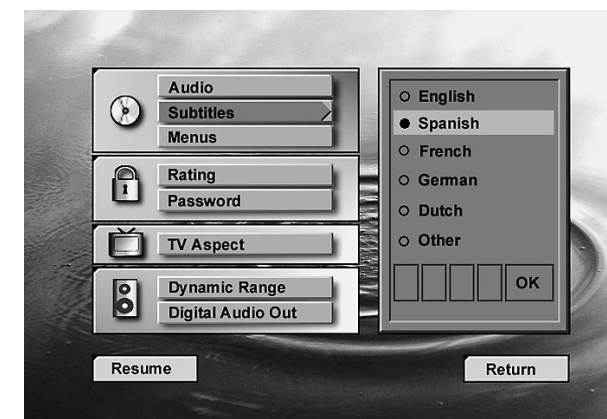 Audio
Subtitles
Menus
Rating
Password
TV Aspect
Dynamic Range
Digital Audio Out
English
Spanish
French
German
Dutch
Other
OK
Resume
Return